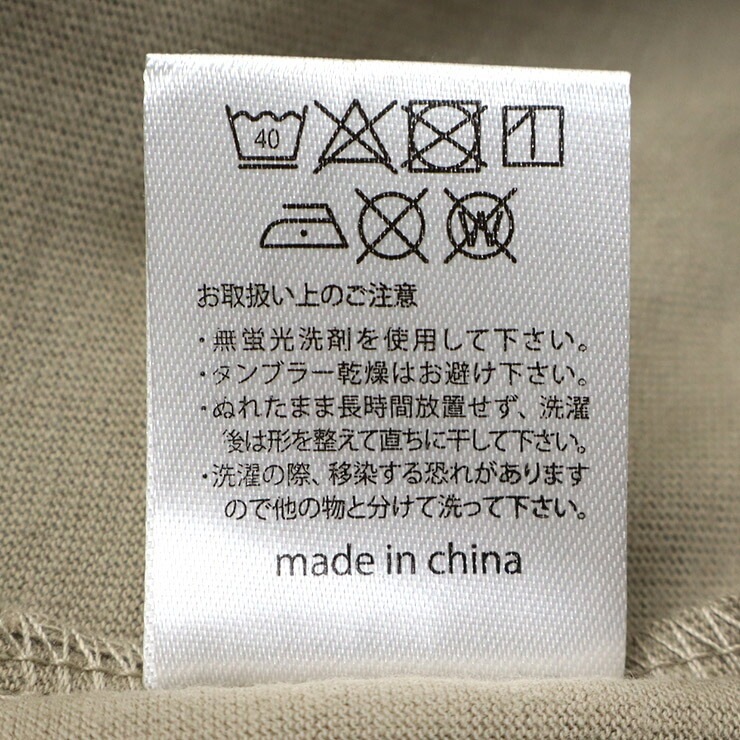 40
お取扱い上のご注意
・無蛍光洗剤を使用して下さい。
・タンブラー乾燥はお避け下さい。
・ぬれたまま長時間放置せず、洗濯
後は形を整えて直ちに干して下さい。
・洗濯の際、移染する恐れがあります
ので他の物と分けて洗って下さい。
made in china